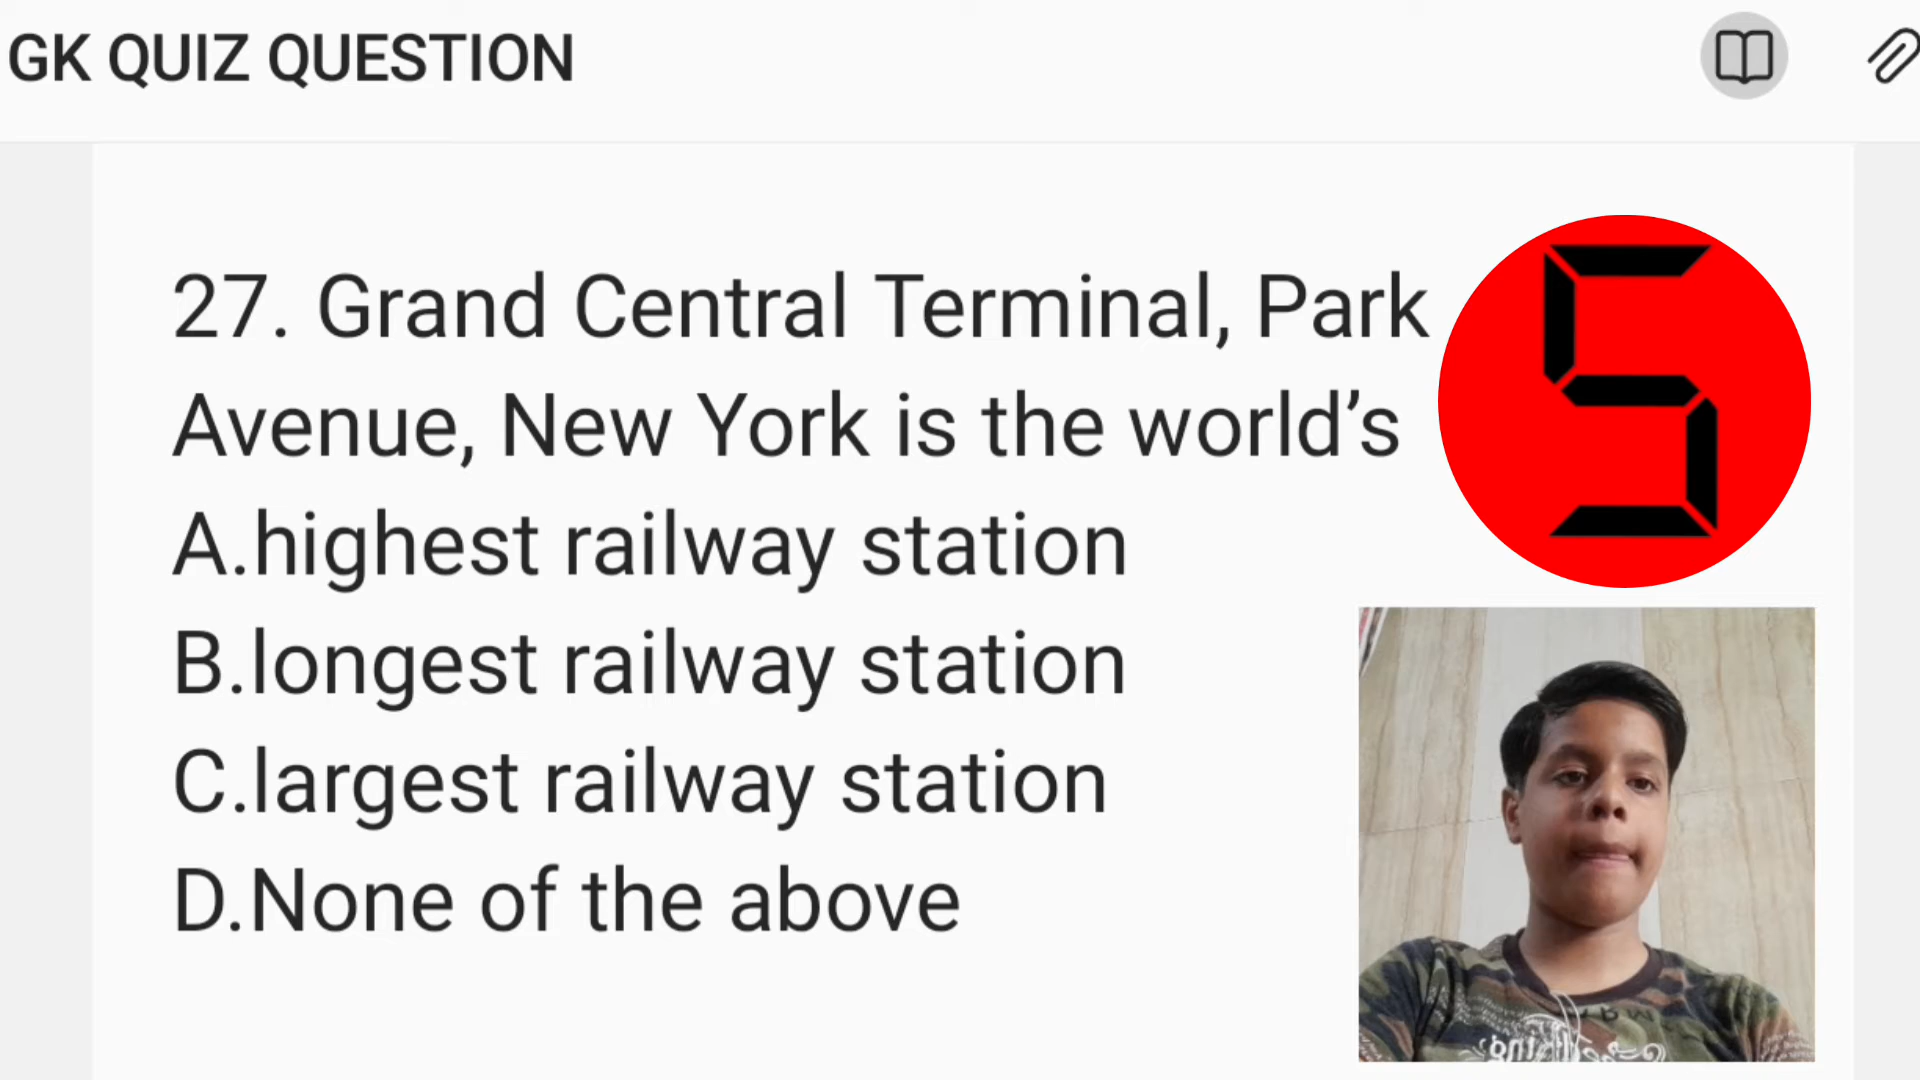 GK QUIZ QUESTION
27. Grand Central Terminal, Park
Avenue, New York is the world’s
A.highest railway station
B.longest railway station
C.largest railway station
D.None of the above
5